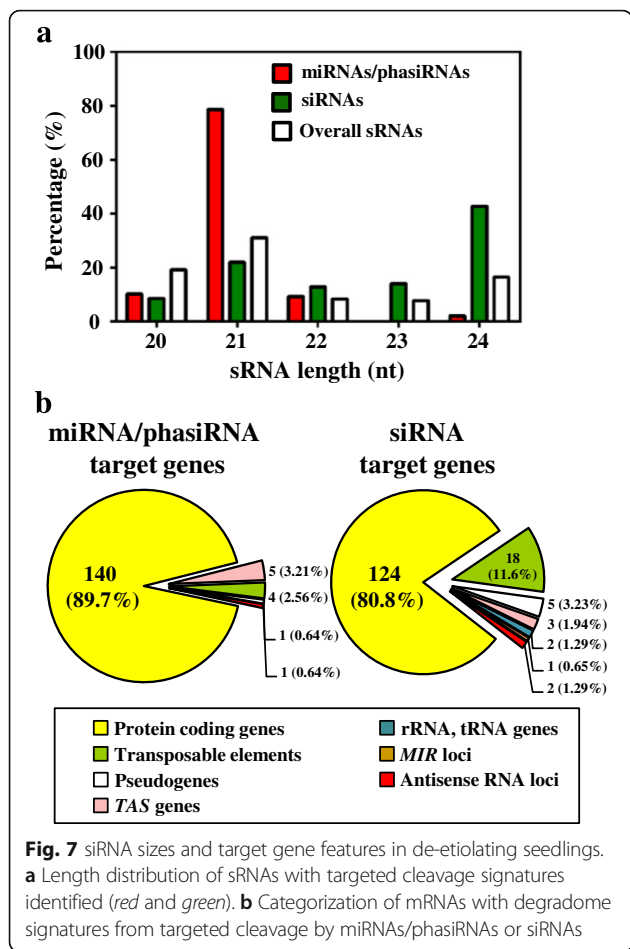 a
100
80
60
40
20
0
Percentage (%)
miRNAs/phasiRNAs
siRNAs
Overall sRNAs
20 21 22 23 24
sRNA length (nt)
b
miRNA/phasiRNA
target genes
siRNA
target genes
140
(89.7%)
5 (3.21%)
4 (2.56%)
1 (0.64%)
1 (0.64%)
124
(80.8%)
18
(11.6%)
5 (3.23%)
3 (1.94%)
2 (1.29%)
1 (0.65%)
2 (1.29%)
Protein coding genes
Transposable elements
Pseudogenes
TAS genes
rRNA, tRNA genes
MIR loci
Antisense RNA loci
Fig. 7 siRNA sizes and target gene features in de-etiolating seedlings.
a Length distribution of sRNAs with targeted cleavage signatures
identified (red and green). b Categorization of mRNAs with degradome
signatures from targeted cleavage by miRNAs/phasiRNAs or siRNAs